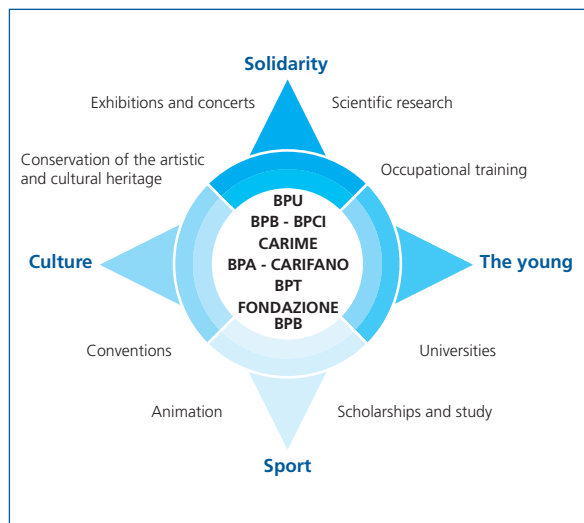 Solidarity
Exhibitions and concerts
Scientific research
Conservation of the artistic
and cultural heritage
Occupational training
BPU
BPB - BPCI
CARIME
BPA - CARIFANO
BPT
FONDAZIONE
BPB
Culture
The young
Conventions
Universities
Animation
Scholarships and study
Sport